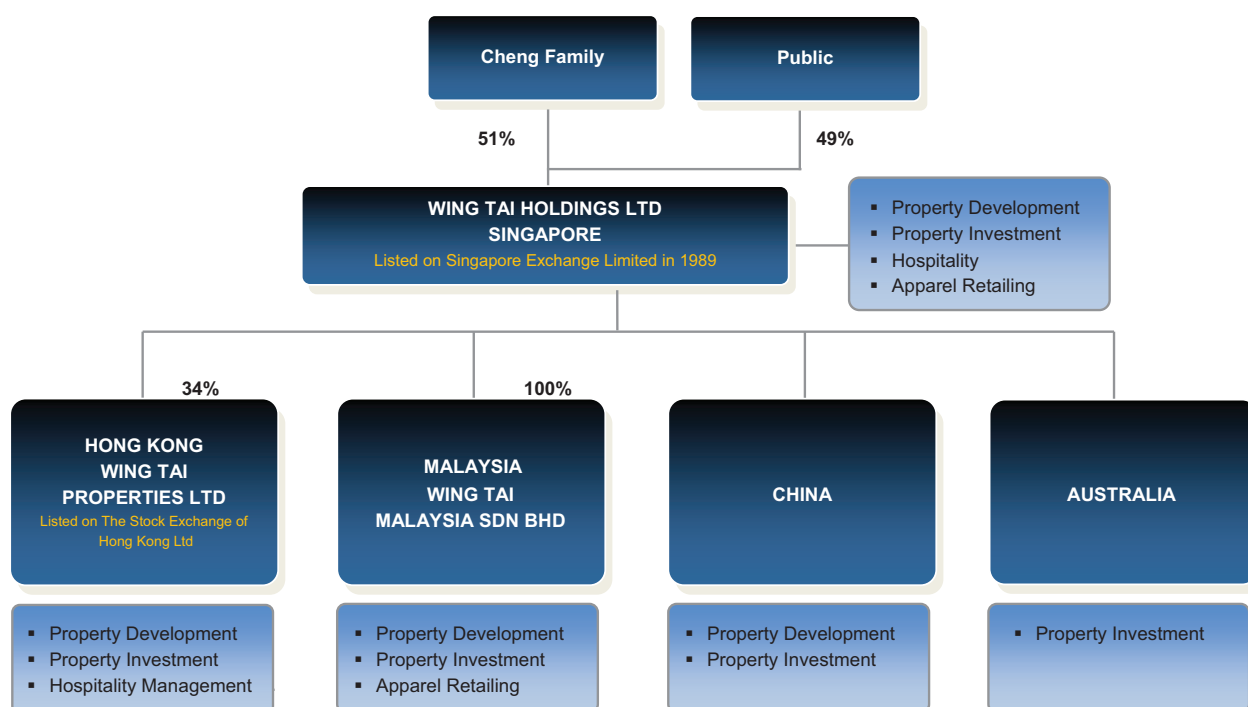 Cheng Family
Public
51%
49%
WING TAI HOLDINGS LTD
SINGAPORE
Listed on Singapore Exchange Limited in 1989
▪ Property Development
▪ Property Investment
▪ Hospitality
▪ Apparel Retailing
34%
100%
HONG KONG
WING TAI
PROPERTIES LTD
Listed on The Stock Exchange of
Hong Kong Ltd
MALAYSIA
WING TAI
MALAYSIA SDN BHD
CHINA
AUSTRALIA
▪ Property Development
▪ Property Investment
▪ Hospitality Management
▪ Property Development
▪ Property Investment
▪ Apparel Retailing
▪ Property Development
▪ Property Investment
▪ Property Investment